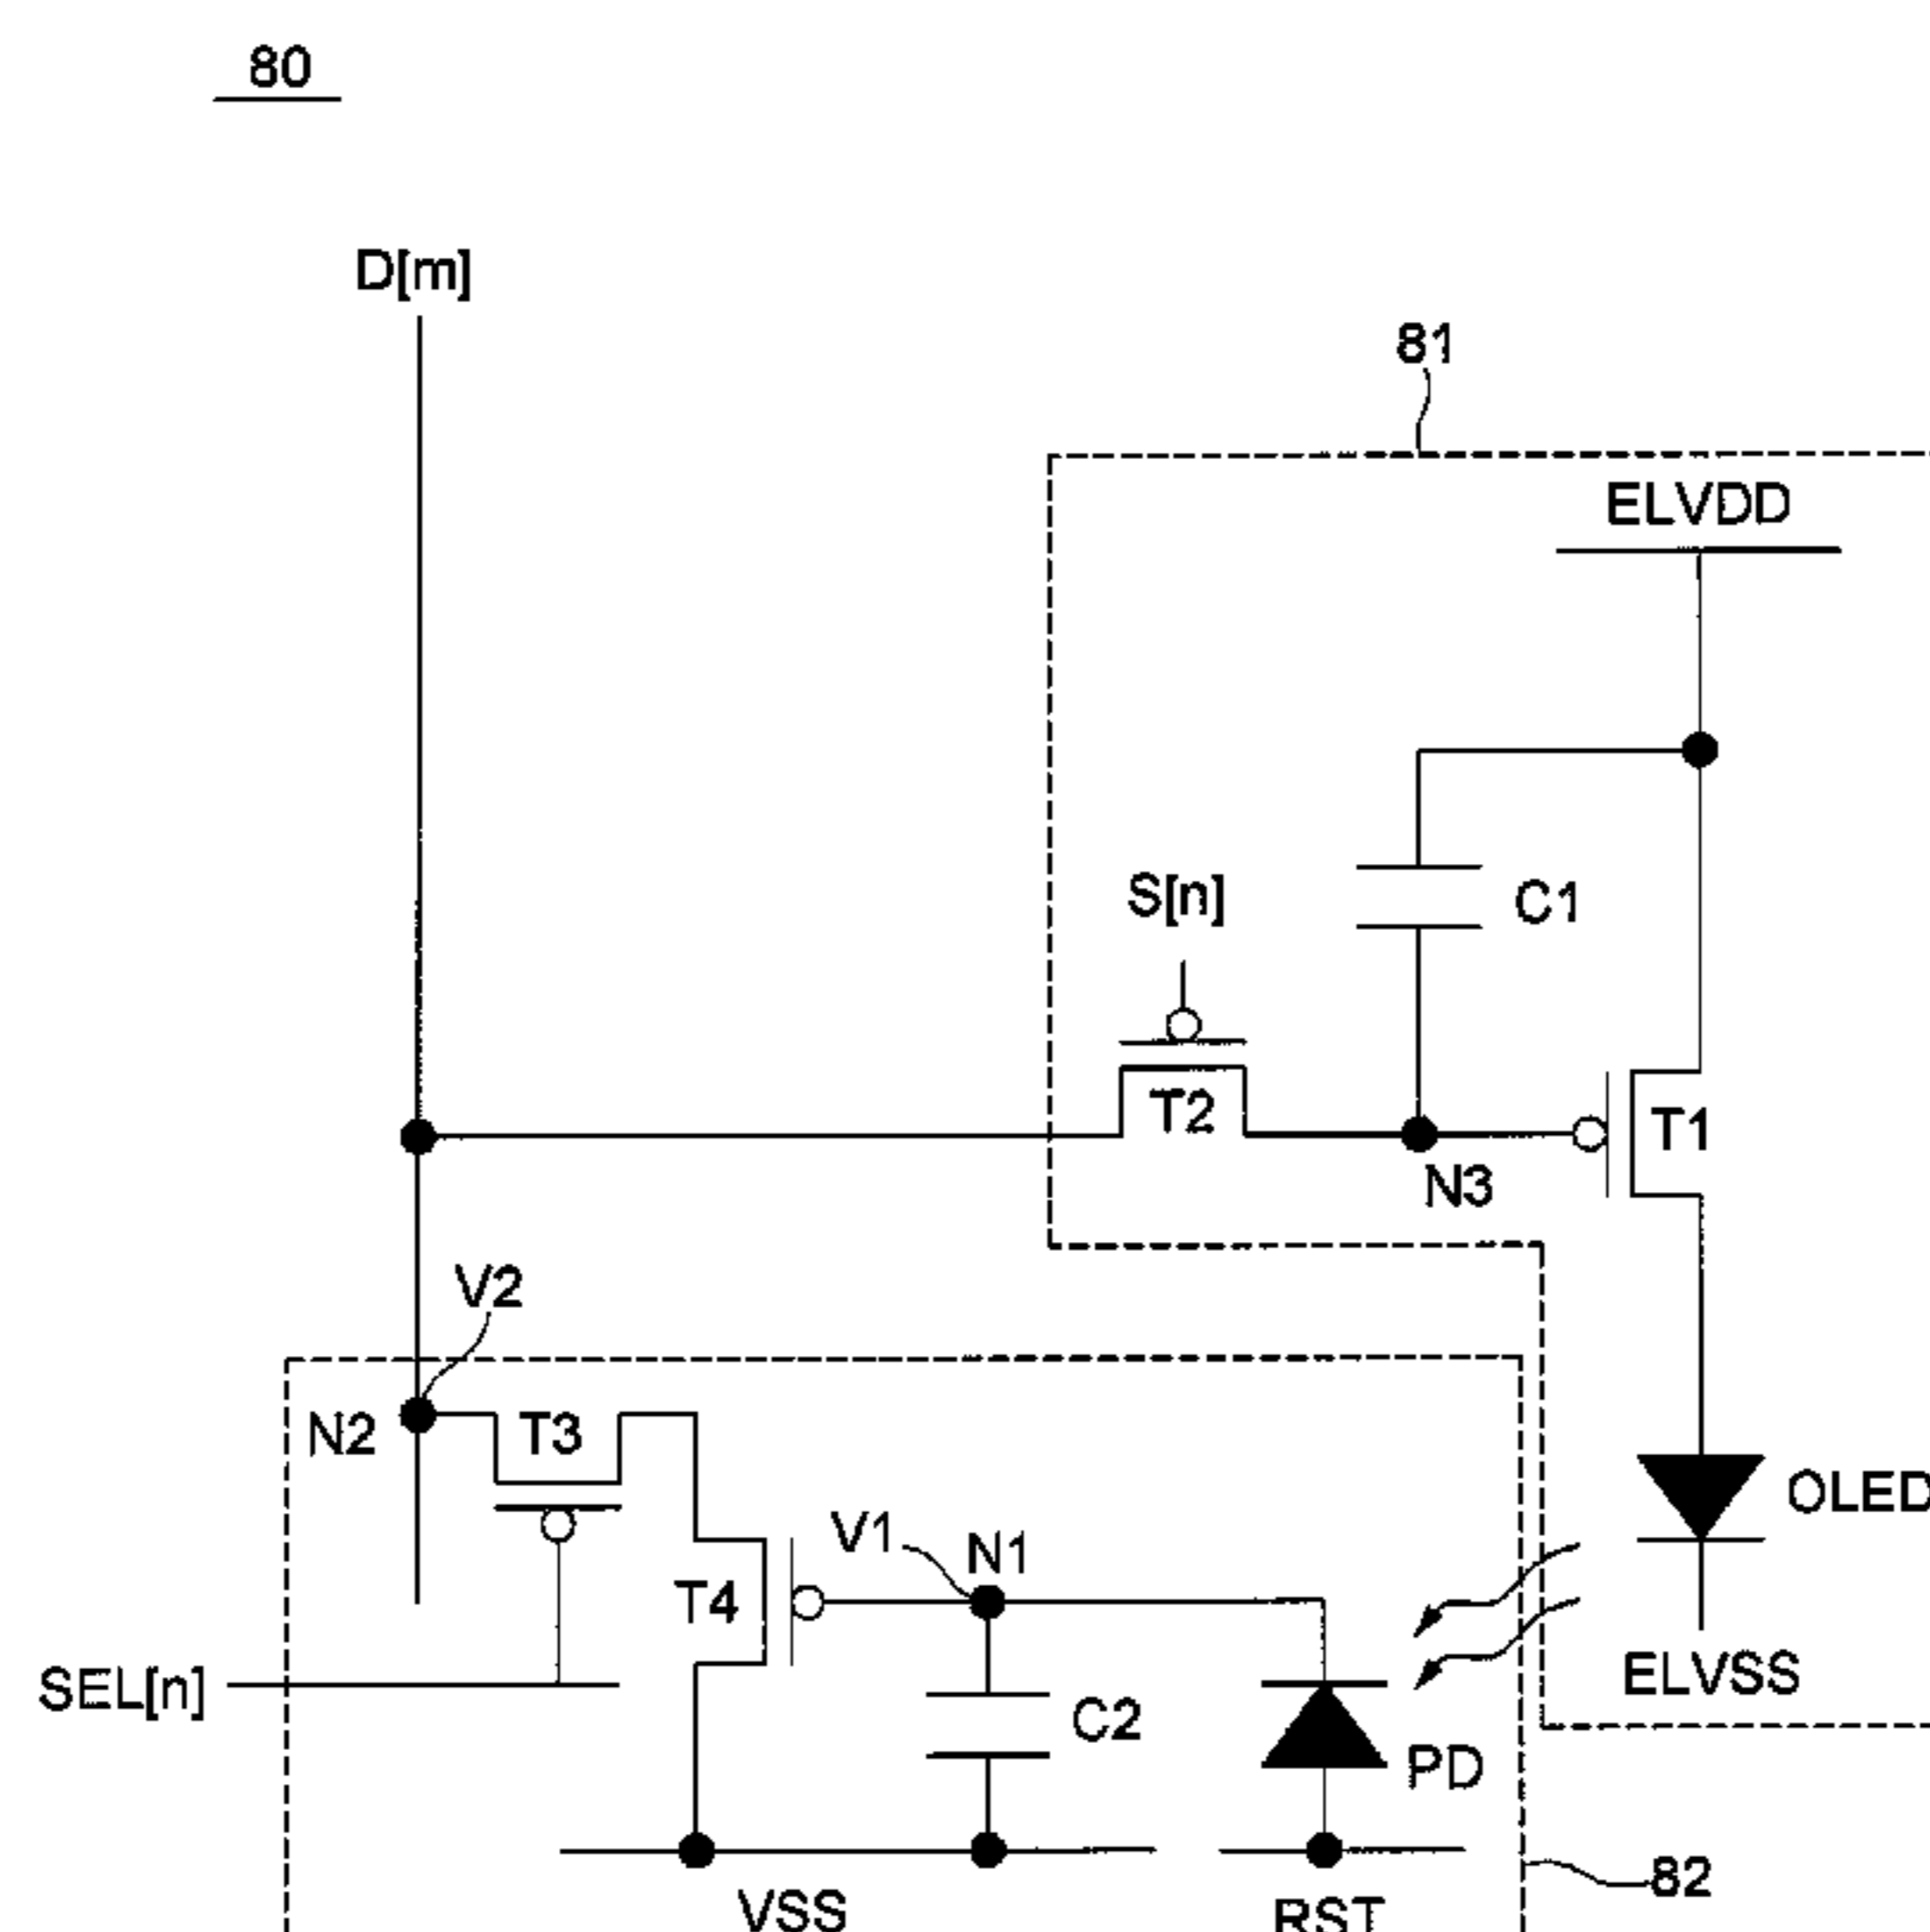 80
D[m]
81
ELVDD
S[n]
C1
T2
T1
N3
V2
N2
T3
V1
N1
OLED
T4
SEL[n]
ELVSS
C2
PD
82
VSS
RST